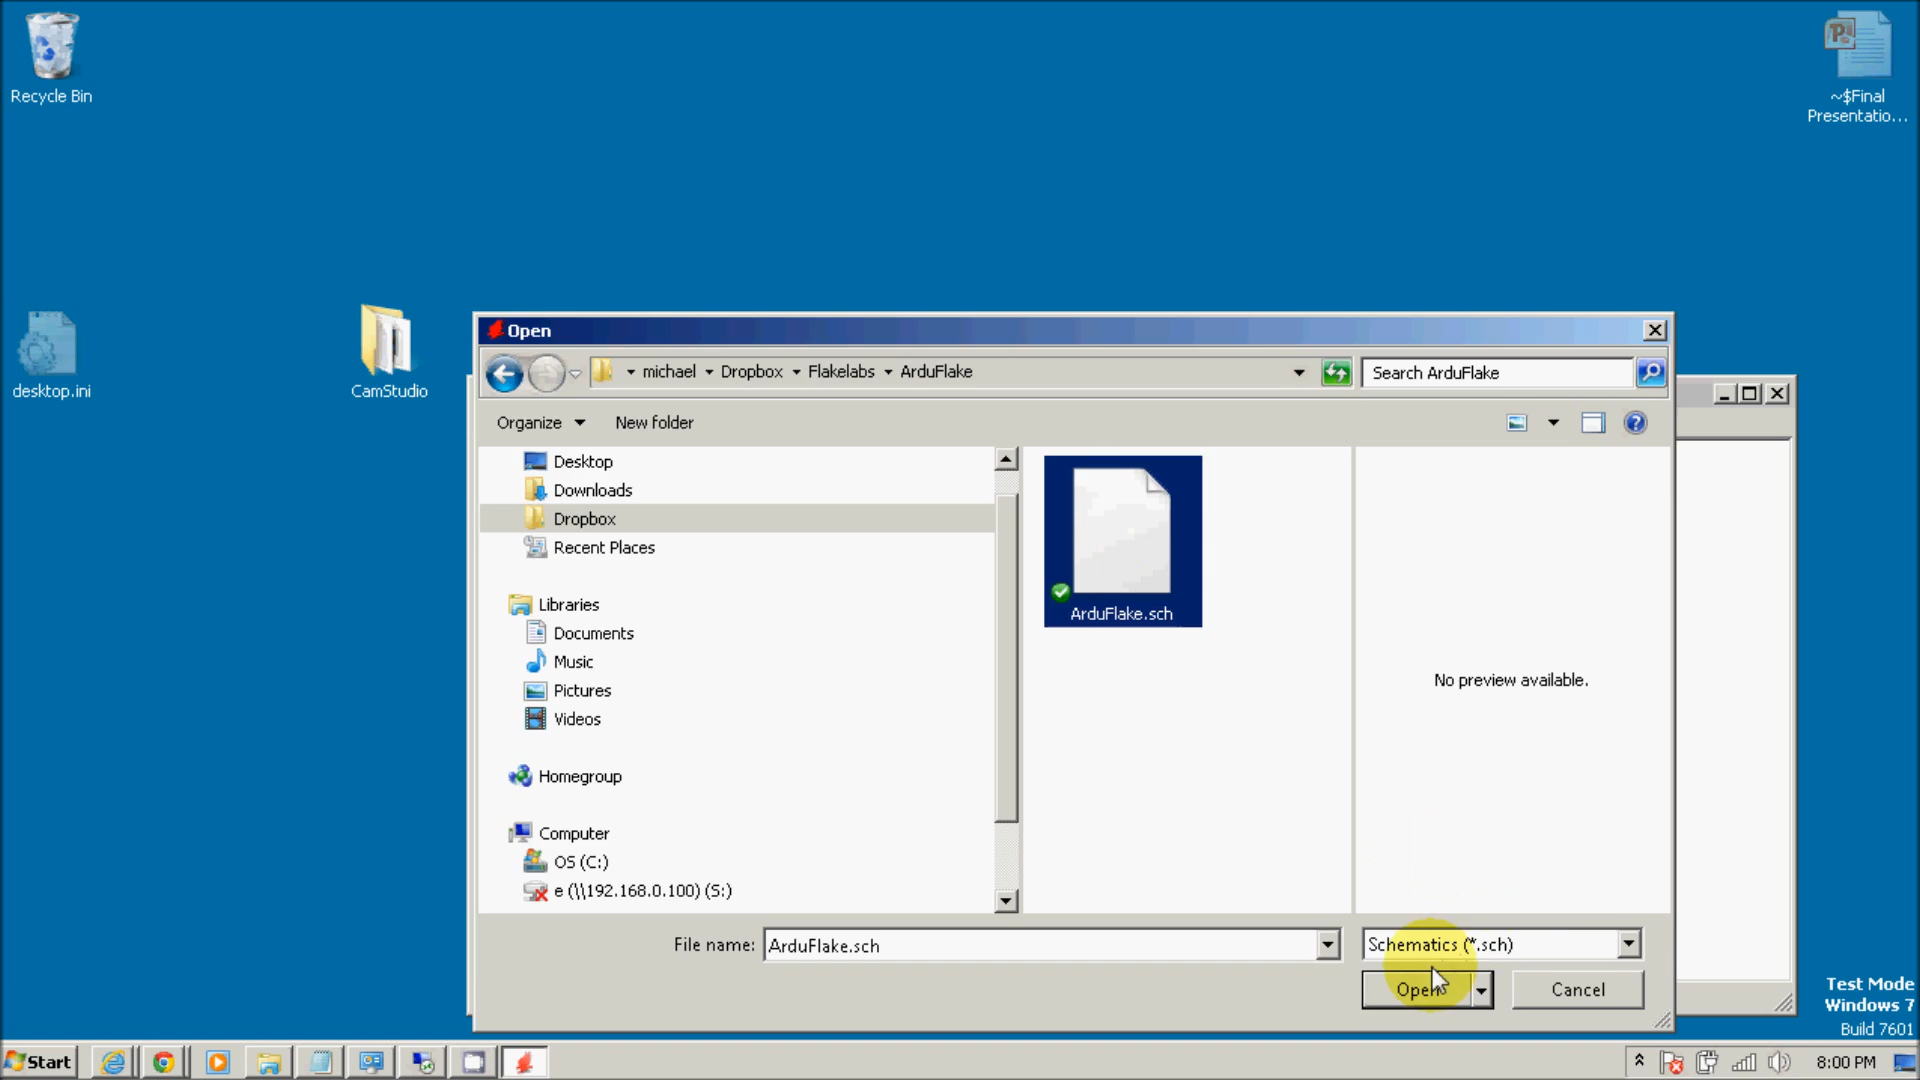 Recycle Bin
~$Final
Presentatio...
desktop.ini
CamStudio
Open
michael
Dropbox
Flakelabs
ArduFlake
Search ArduFlake
Organize
New folder
Desktop
Downloads
Dropbox
Recent Places
Libraries
Documents
Music
Pictures
Videos
Homegroup
Computer
OS (C:)
e (\\192.168.0.100) (S:)
ArduFlake.sch
No preview available.
File name:
ArduFlake.sch
Schematics (*.sch)
Open
Cancel
Test Mode
Windows 7
Build 7601
Start
8:00 PM